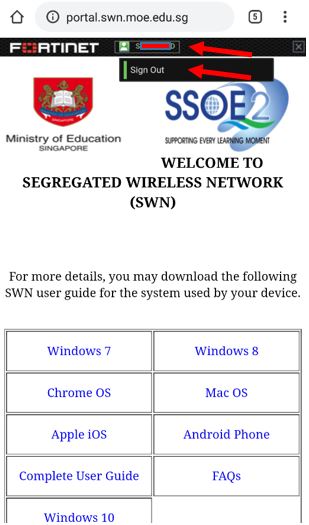 portal.swn.moe.edu.sg
5
FORTINET
Sign Out
Ministry of Education
SINGAPORE
SSOE2
SUPPORTING EVERY LEARNING MOMENT
WELCOME TO
SEGREGATED WIRELESS NETWORK
(SWN)
For more details, you may download the following
SWN user guide for the system used by your device.
Windows 7
Windows 8
Chrome OS
Mac OS
Apple iOS
Android Phone
Complete User Guide
FAQs
Windows 10